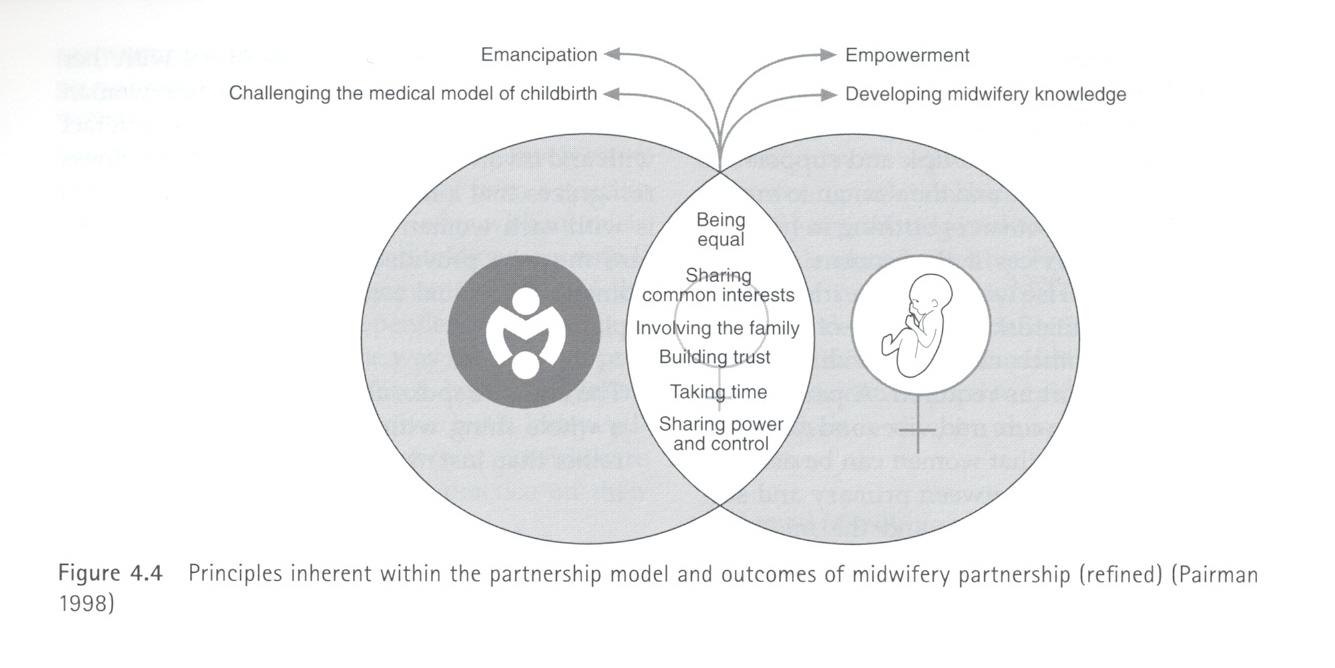 Emancipation
Empowerment
Challenging the medical model of childbirth
Developing midwifery knowledge
Being
equal
Sharing
common interests
Involving the family
Building trust
Taking time
Sharing power
and control
Figure 4.4 Principles inherent within the partnership model and outcomes of midwifery partnership (refined) (Pairman
1998)